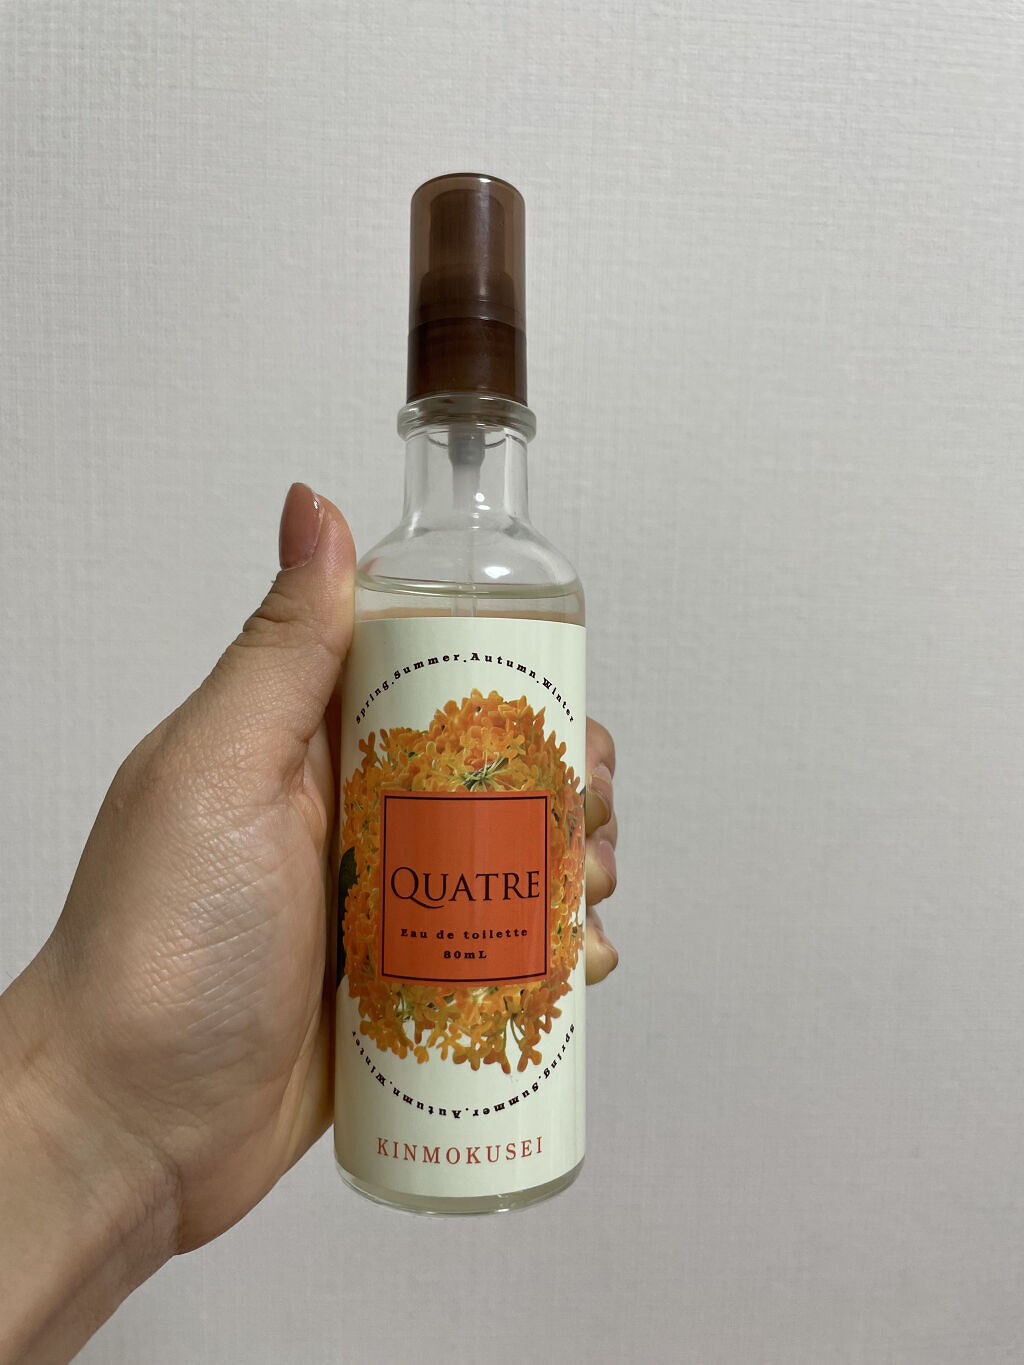 Spring.Summer.Autumn.Winter
QUATRE
Eau de toilette
80mL
Spring.Summer.Autumn.Winter
KINMOKUSEI